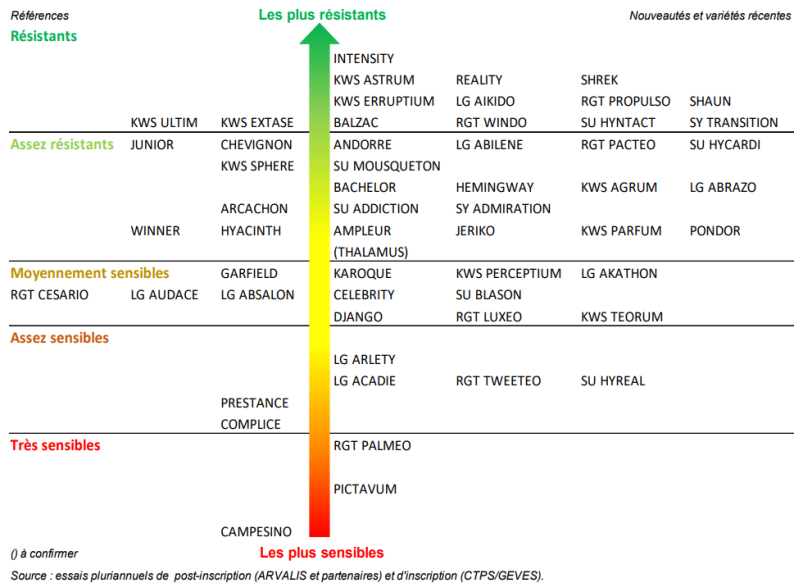 Références Les plus résistants Nouveautés et variétés récentes
Résistants
INTENSITY
KWS ASTRUM REALITY SHREK
KWS ERRUPTIUM LG AIKIDO RGT PROPULSO SHAUN
KWS ULTIM KWS EXTASE BALZAC RGT WINDO SU HYNTACT SY TRANSITION
Assez résistants JUNIOR CHEVIGNON ANDORRE LG ABILENE RGT PACTEO SU HYCARDI
KWS SPHERE SU MOUSQUETON
BACHELOR HEMINGWAY KWS AGRUM LG ABRAZO
ARCACHON SU ADDICTION SY ADMIRATION
WINNER HYACINTH AMPLEUR JERIKO KWS PARFUM PONDOR
(THALAMUS)
Moyennement sensibles GARFIELD KAROQUE KWS PERCEPTIUM LG AKATHON
RGT CESARIO LG AUDACE LG ABSALON CELEBRITY SU BLASON
DJANGO RGT LUXEO KWS TEORUM
Assez sensibles
LG ARLETY
LG ACADIE RGT TWEETEO SU HYREAL
PRESTANCE
COMPLICE
Très sensibles RGT PALMEO
PICTAVUM
CAMPESINO
() à confirmer Les plus sensibles
Source : essais pluriannuels de post-inscription (ARVALIS et partenaires) et d'inscription (CTPS/GEVES).